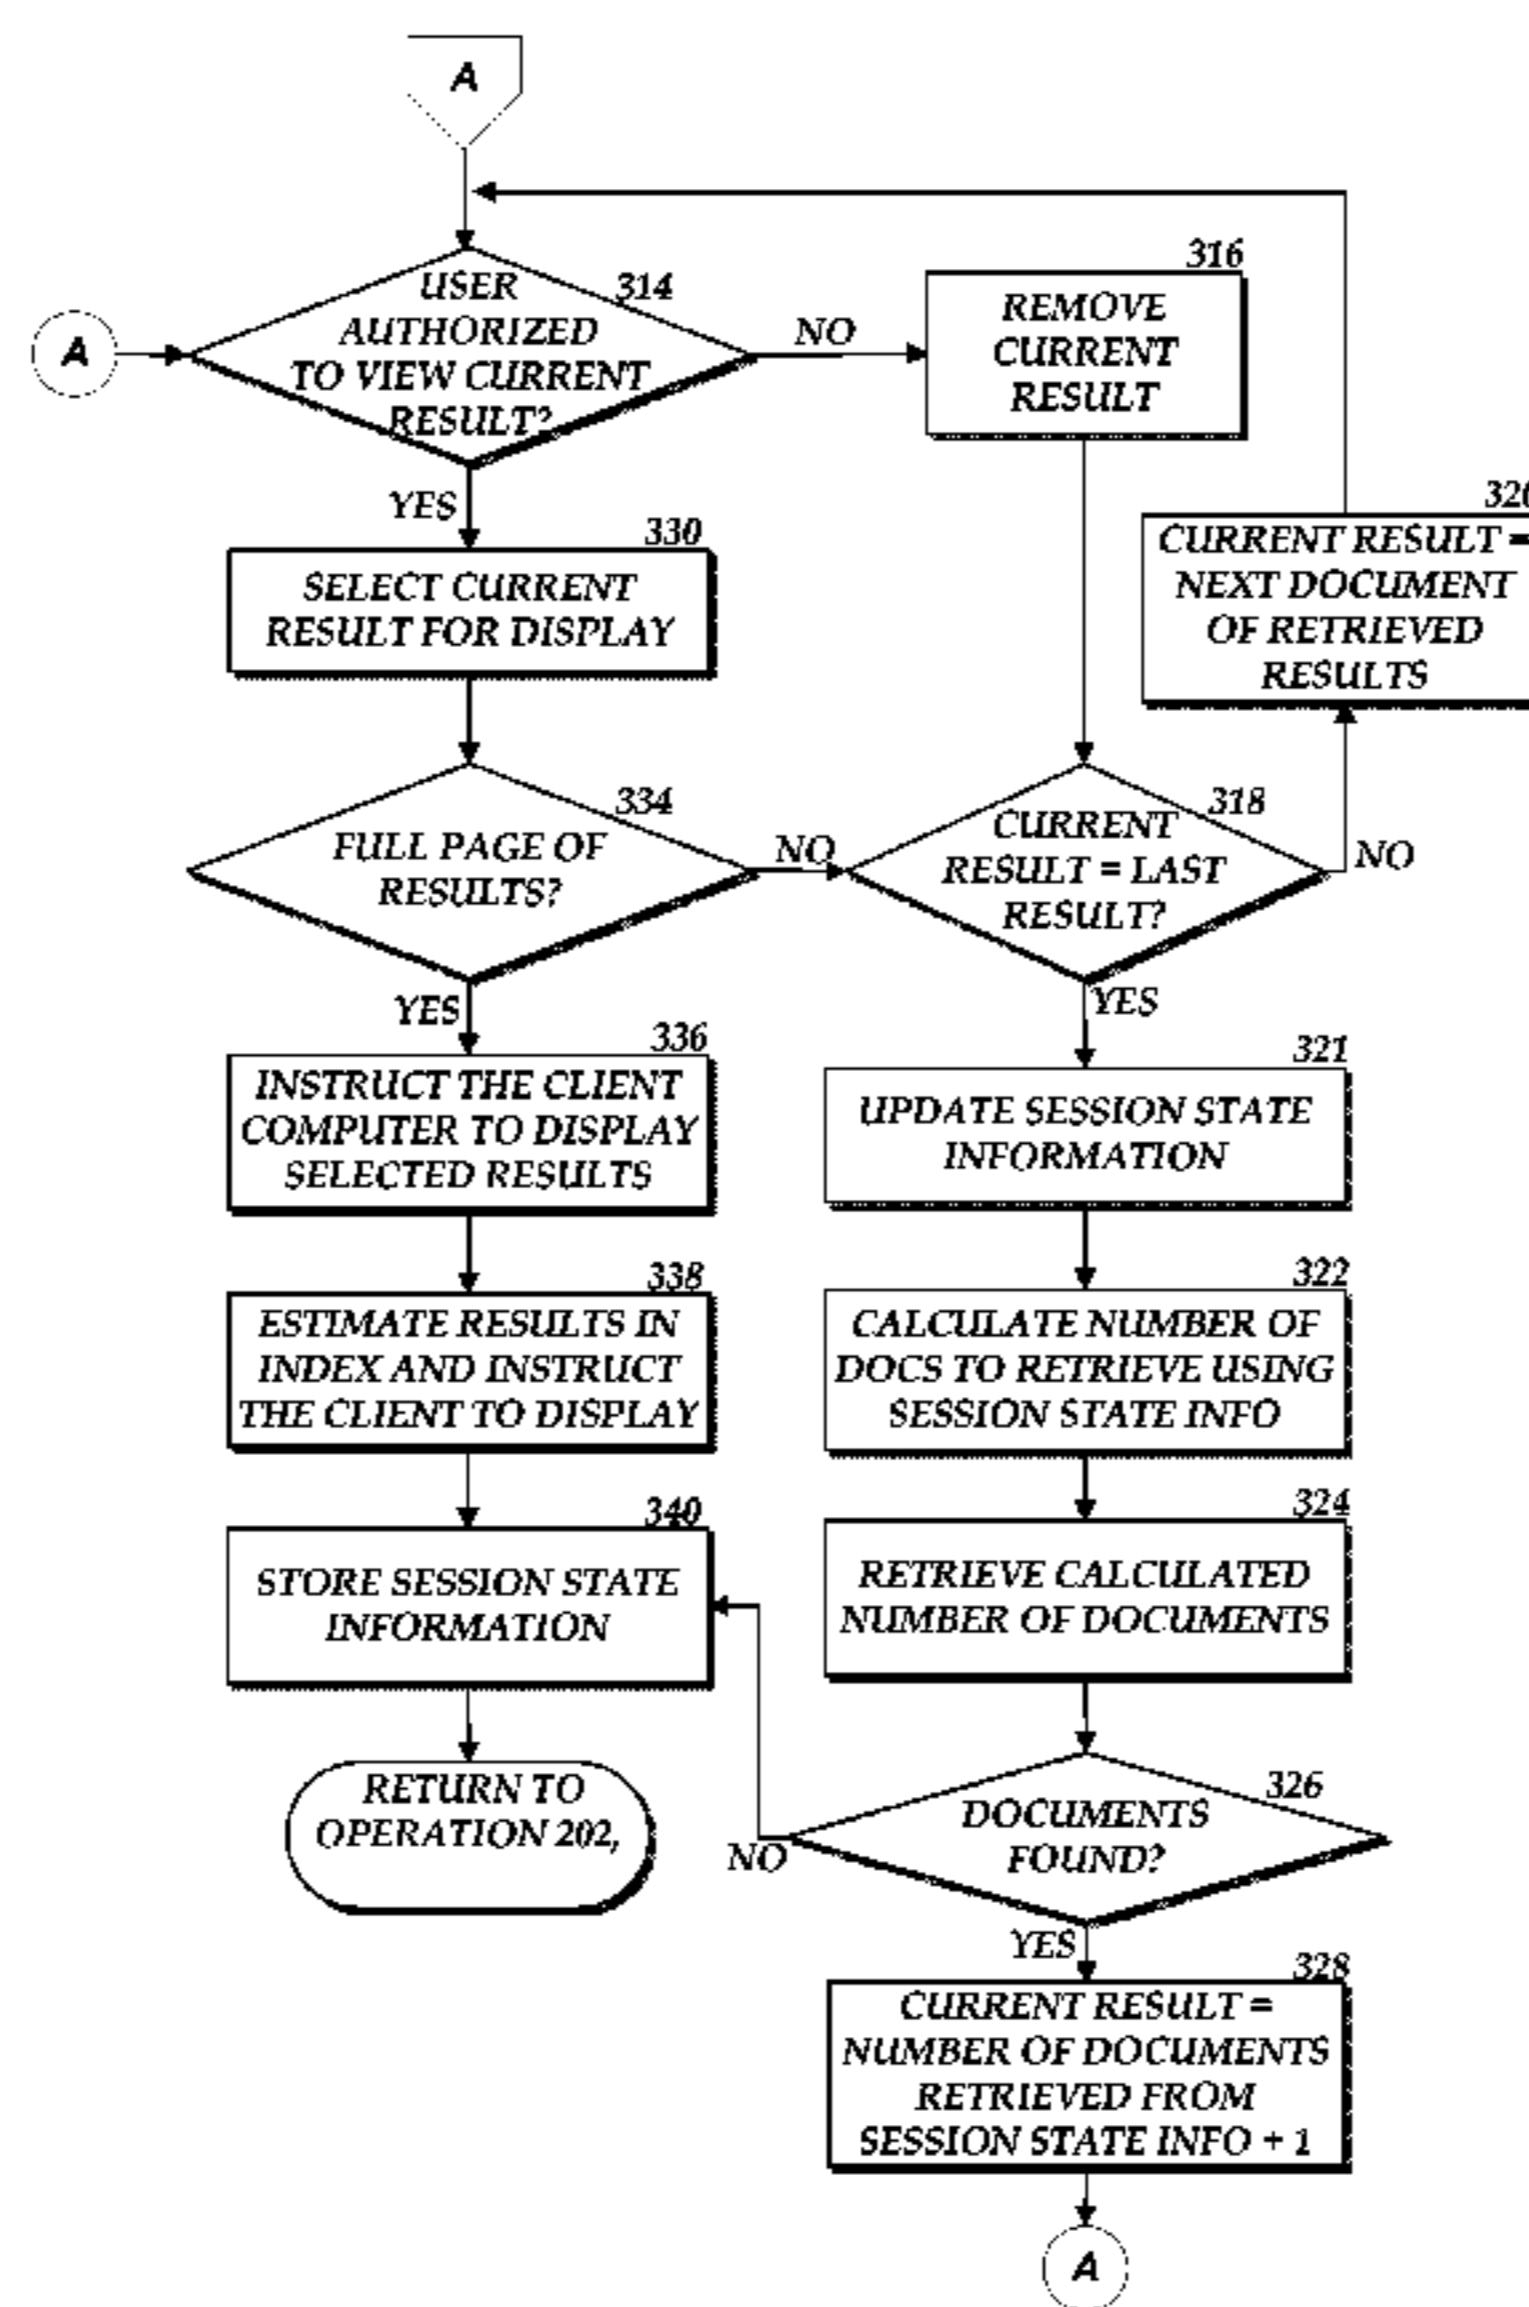 A
314
USER
AUTHORIZED
TO VIEW CURRENT
RESULT?
A
NO
316
REMOVE
CURRENT
RESULT
YES
330
SELECT CURRENT
RESULT FOR DISPLAY
320
CURRENT RESULT =
NEXT DOCUMENT
OF RETRIEVED
RESULTS
334
FULL PAGE OF
RESULTS?
NO
318
CURRENT
RESULT = LAST
RESULT?
NO
YES
YES
336
INSTRUCT THE CLIENT
COMPUTER TO DISPLAY
SELECTED RESULTS
321
UPDATE SESSION STATE
INFORMATION
338
ESTIMATE RESULTS IN
INDEX AND INSTRUCT
THE CLIENT TO DISPLAY
322
CALCULATE NUMBER OF
DOCS TO RETRIEVE USING
SESSION STATE INFO
340
STORE SESSION STATE
INFORMATION
324
RETRIEVE CALCULATED
NUMBER OF DOCUMENTS
RETURN TO
OPERATION 202,
326
DOCUMENTS
FOUND?
NO
YES
328
CURRENT RESULT =
NUMBER OF DOCUMENTS
RETRIEVED FROM
SESSION STATE INFO + 1
A